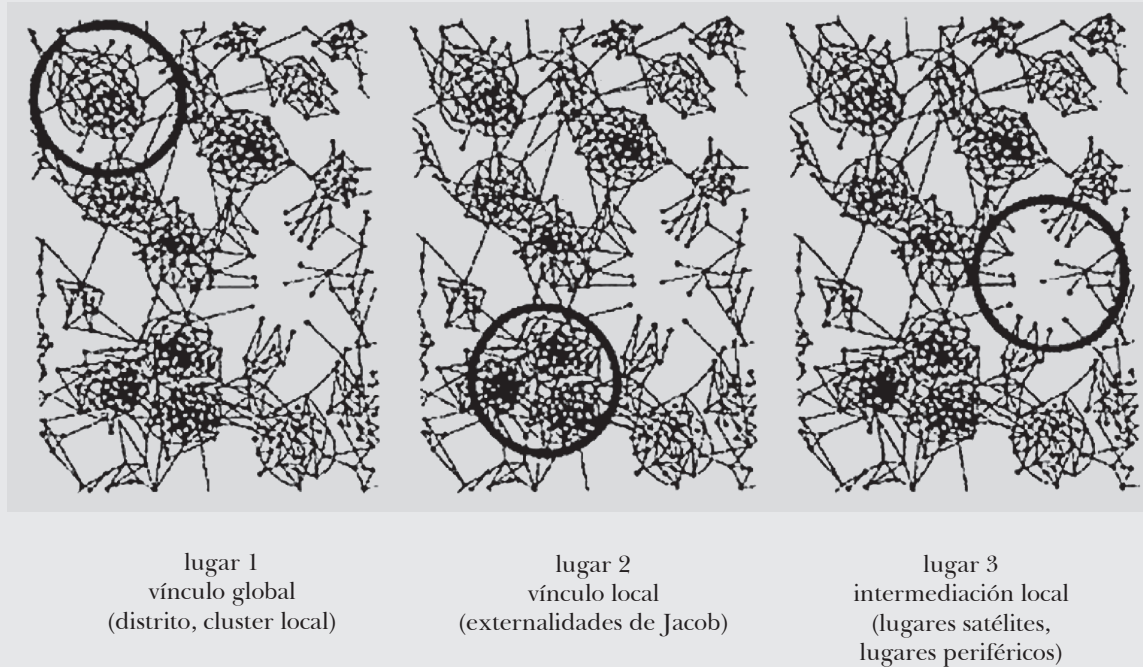 lugar 1
vínculo global
(distrito, cluster local)
lugar 2
vínculo local
(externalidades de Jacob)
lugar 3
intermediación local
(lugares satélites,
lugares periféricos)